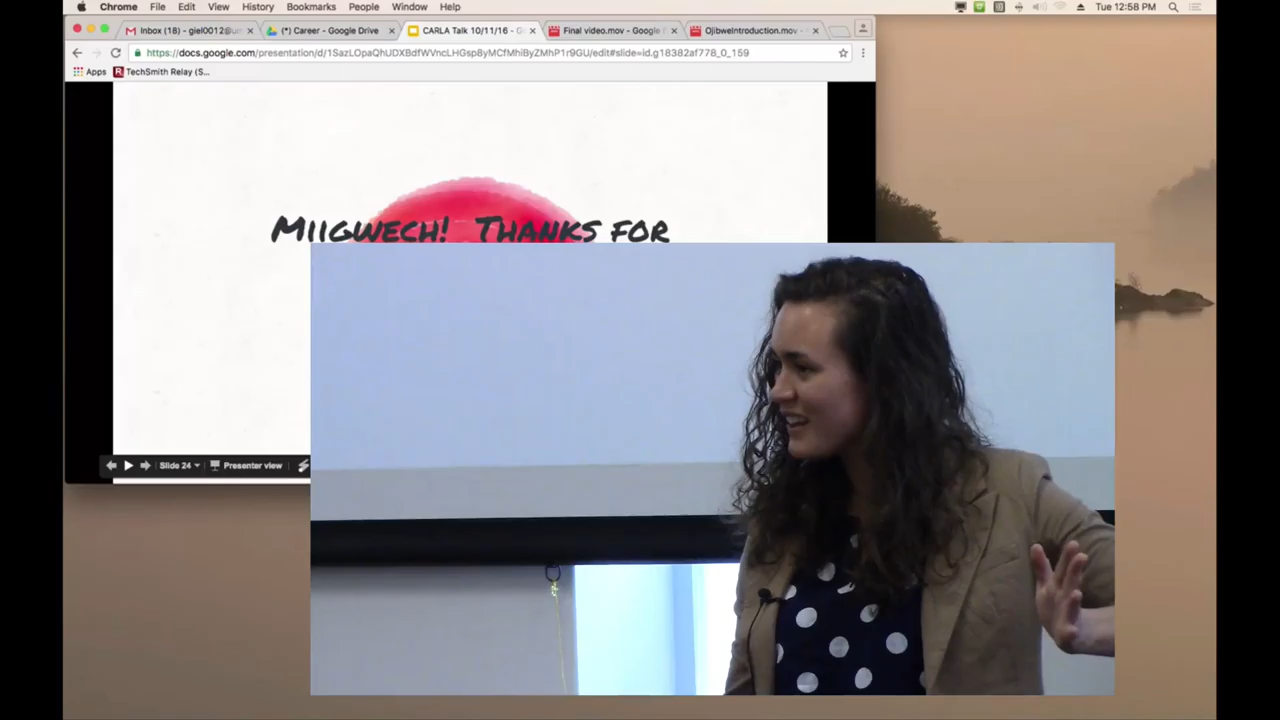 Chrome File Edit View History Bookmarks People Window Help Tue 12:58 PM
Inbox (18) - giel0012@u (*) Career - Google Drive CARLA Talk 10/11/16 - G Final video.mov - Google OjibweIntroduction.mov -
https://docs.google.com/presentation/d/1SazLOpaQhUDXBdfWVncLHGsp8yMCfMhiByZMhP1r9GU/edit#slide=id.g18382af778_0_159
Apps TechSmith Relay (S...
Miigwech! Thanks for
Slide 24 Presenter view